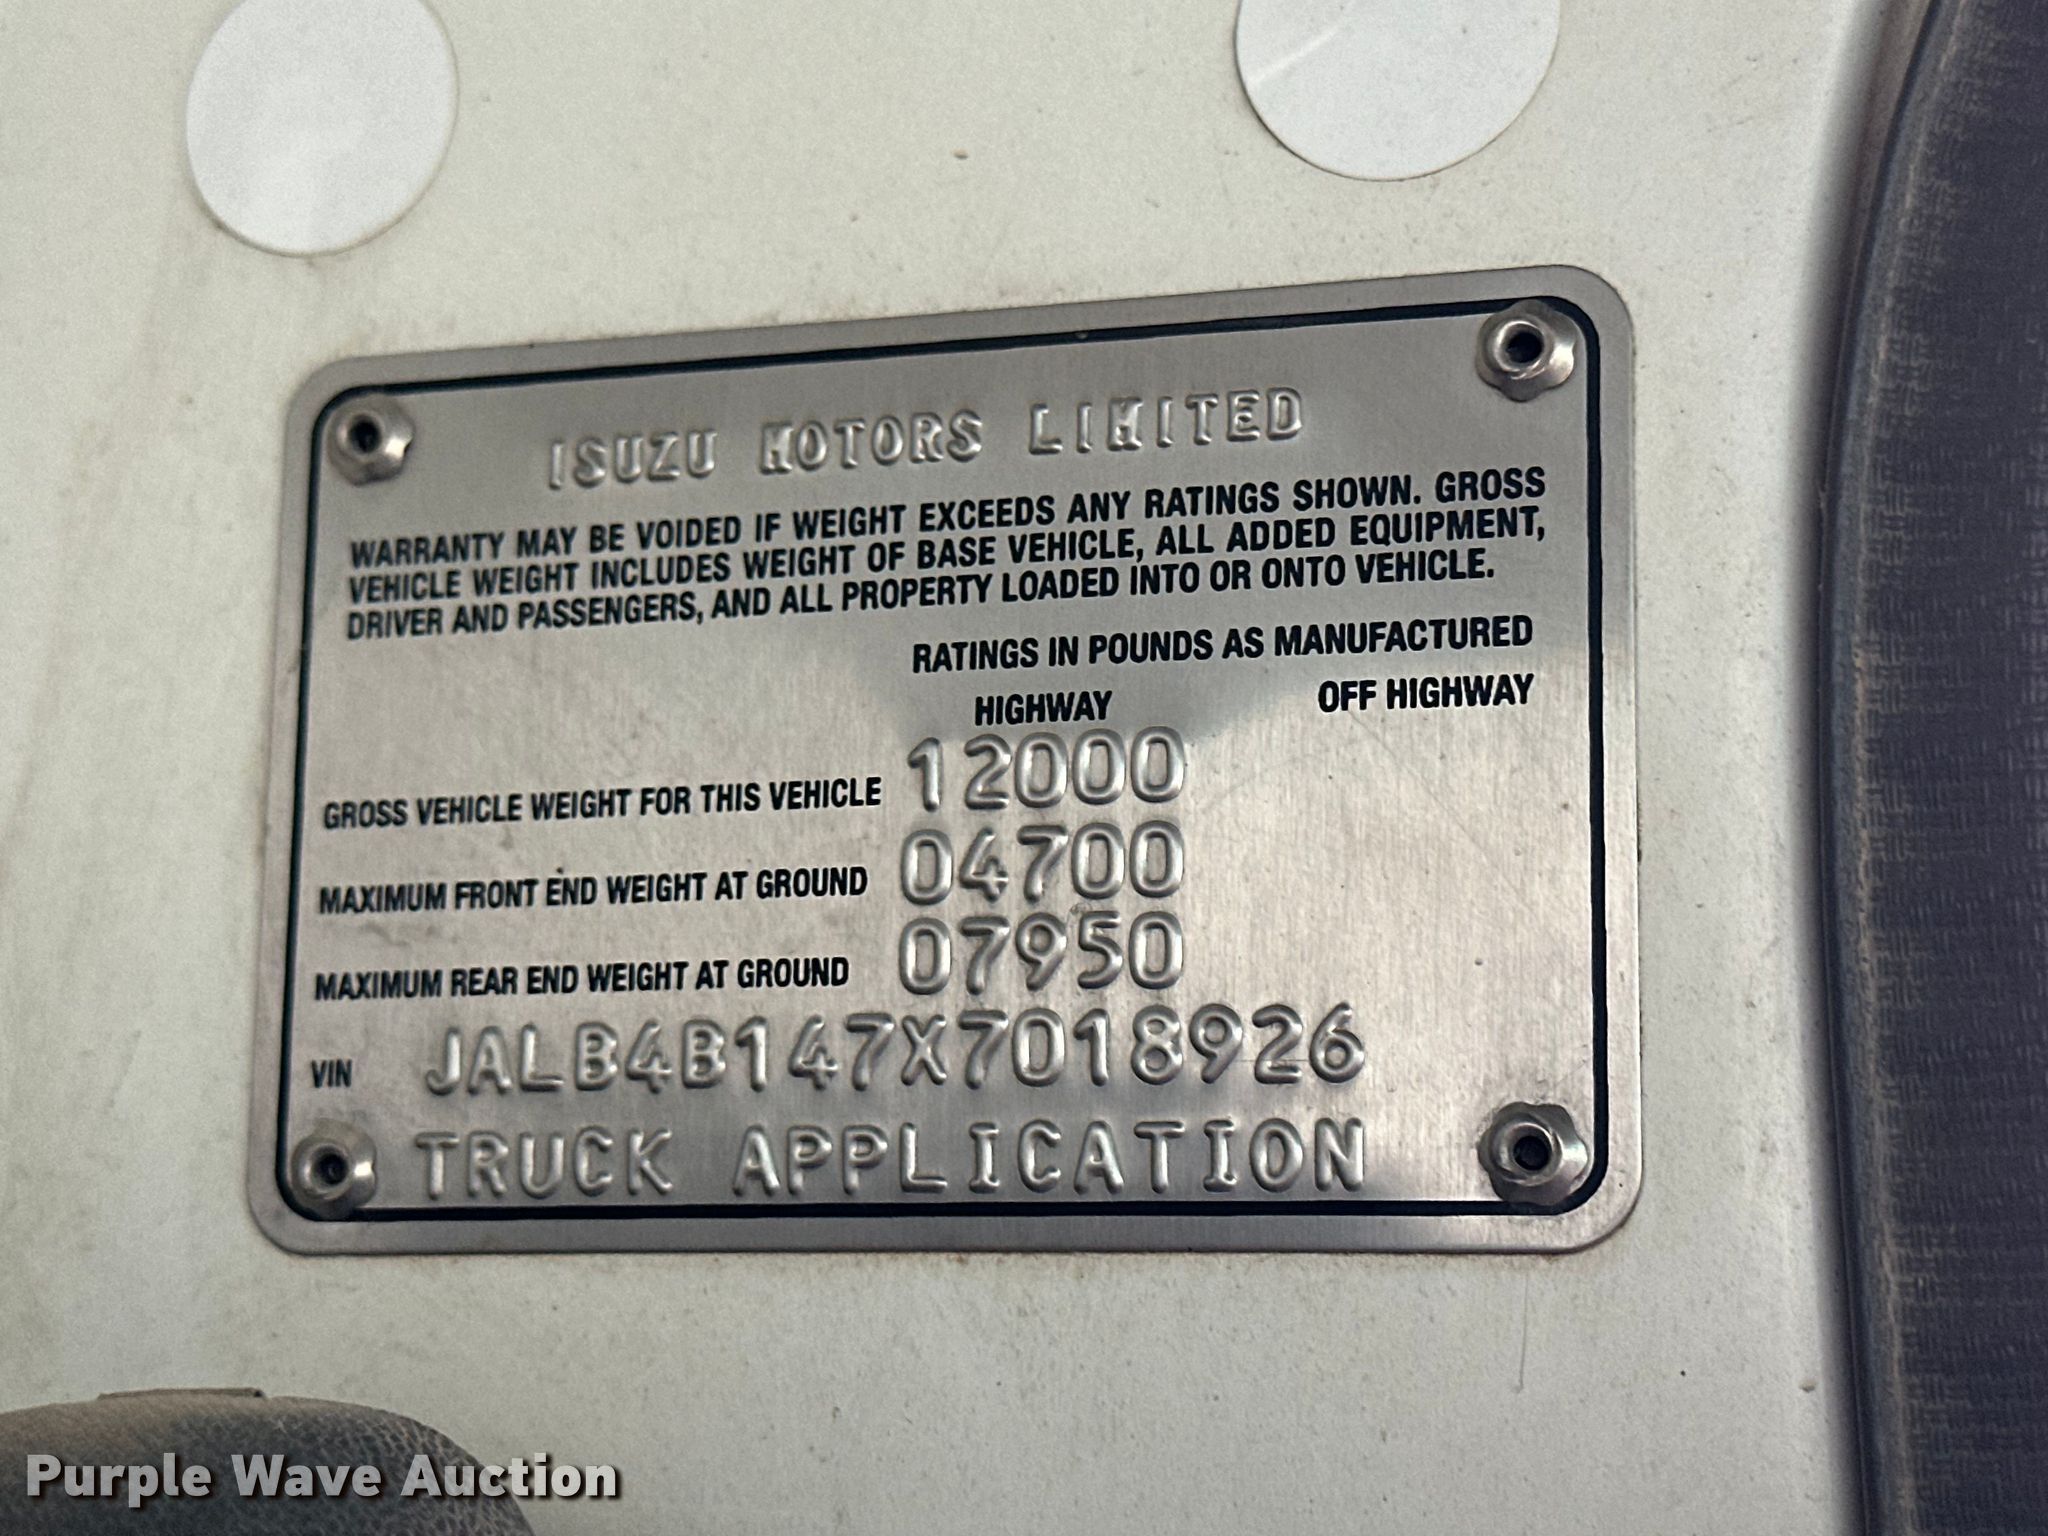 ISUZU MOTORS LIMITED
WARRANTY MAY BE VOIDED IF WEIGHT EXCEEDS ANY RATINGS SHOWN. GROSS
VEHICLE WEIGHT INCLUDES WEIGHT OF BASE VEHICLE, ALL ADDED EQUIPMENT,
DRIVER AND PASSENGERS, AND ALL PROPERTY LOADED INTO OR ONTO VEHICLE.
RATINGS IN POUNDS AS MANUFACTURED
HIGHWAY OFF HIGHWAY
GROSS VEHICLE WEIGHT FOR THIS VEHICLE 12000
MAXIMUM FRONT END WEIGHT AT GROUND 04700
MAXIMUM REAR END WEIGHT AT GROUND 07950
VIN JALB4B147X7018926
TRUCK APPLICATION
Purple Wave Auction